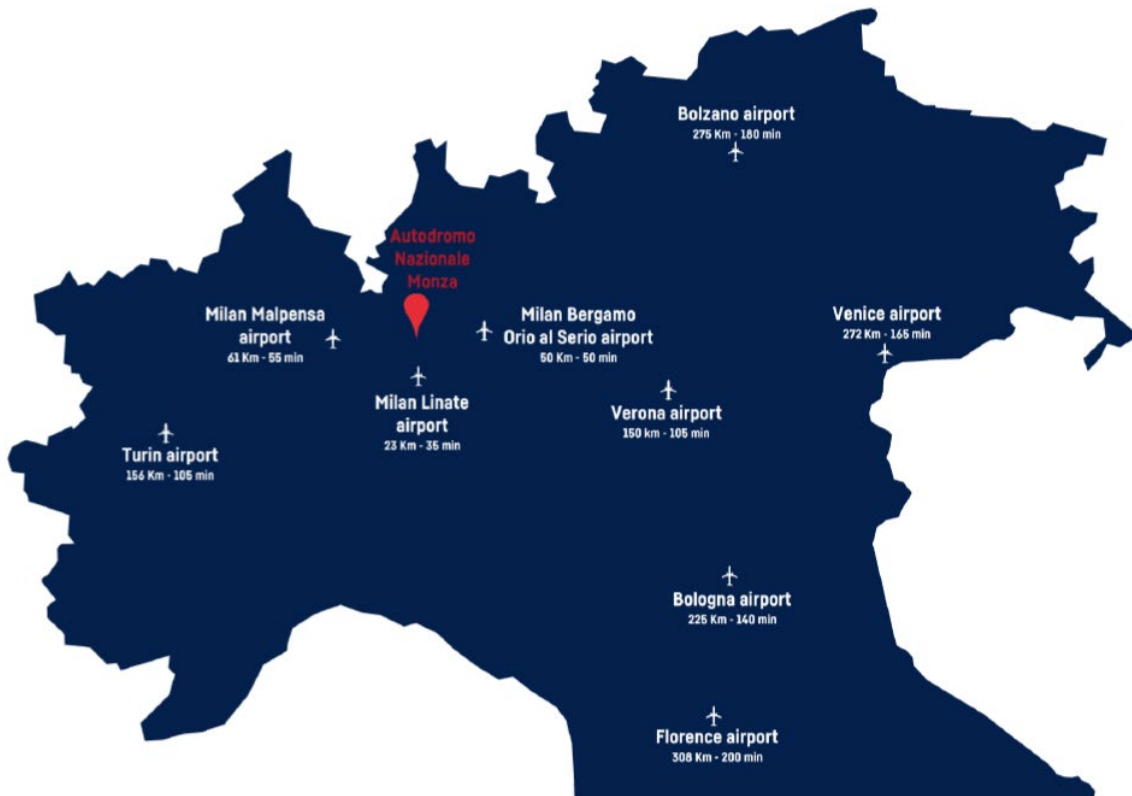 Bolzano airport
275 Km - 180 min
Autodromo
Nazionale
Monza
Milan Malpensa
airport
61 Km - 55 min
Milan Bergamo
Orio al Serio airport
50 Km - 50 min
Venice airport
272 Km - 165 min
Milan Linate
airport
23 Km - 35 min
Verona airport
150 km - 105 min
Turin airport
156 Km - 105 min
Bologna airport
225 Km - 140 min
Florence airport
308 Km - 200 min